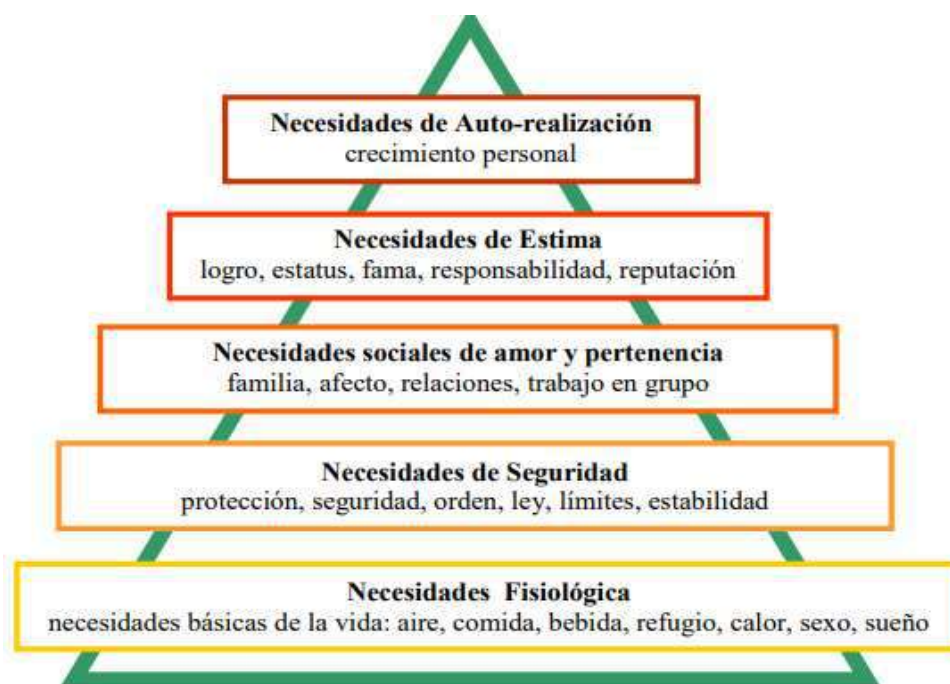 Necesidades de Auto-realización
crecimiento personal
Necesidades de Estima
logro, estatus, fama, responsabilidad, reputación
Necesidades sociales de amor y pertenencia
familia, afecto, relaciones, trabajo en grupo
Necesidades de Seguridad
protección, seguridad, orden, ley, límites, estabilidad
Necesidades Fisiológica
necesidades básicas de la vida: aire, comida, bebida, refugio, calor, sexo, sueño